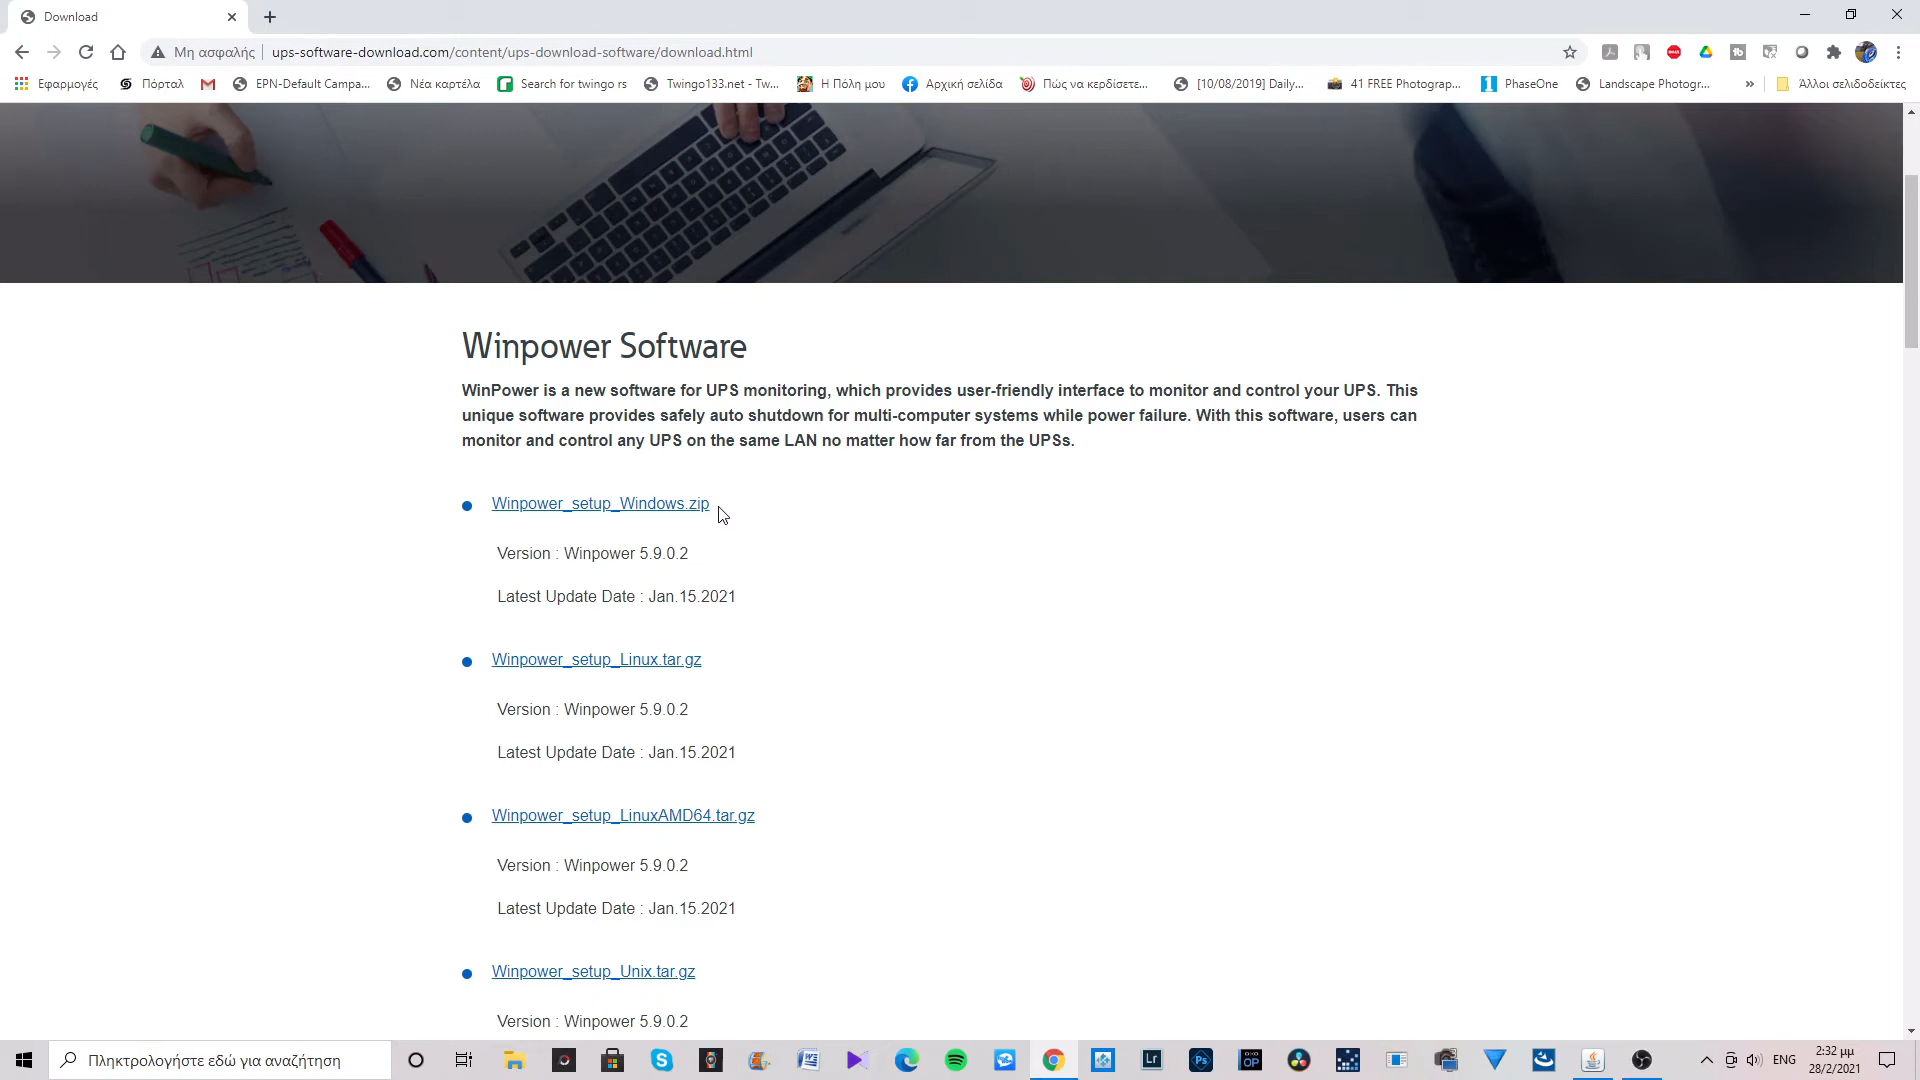 Download
Μη ασφαλής
ups-software-download.com/content/ups-download-software/download.html
Εφαρμογές
Πόρταλ
EPN-Default Campa...
Νέα καρτέλα
Search for twingo rs
Twingo133.net - Tw...
Η Πόλη μου
Αρχική σελίδα
Πώς να κερδίσετε...
[10/08/2019] Daily...
41 FREE Photograp...
PhaseOne
Landscape Photogr...
»
Άλλοι σελιδοδείκτες
Winpower Software
WinPower is a new software for UPS monitoring, which provides user-friendly interface to monitor and control your UPS. This
unique software provides safely auto shutdown for multi-computer systems while power failure. With this software, users can
monitor and control any UPS on the same LAN no matter how far from the UPSs.
Winpower_setup_Windows.zip
Version : Winpower 5.9.0.2
Latest Update Date : Jan.15.2021
Winpower_setup_Linux.tar.gz
Version : Winpower 5.9.0.2
Latest Update Date : Jan.15.2021
Winpower_setup_LinuxAMD64.tar.gz
Version : Winpower 5.9.0.2
Latest Update Date : Jan.15.2021
Winpower_setup_Unix.tar.gz
Version : Winpower 5.9.0.2
Πληκτρολογήστε εδώ για αναζήτηση
Lr
Ps
OP
ENG
2:32 μμ
28/2/2021